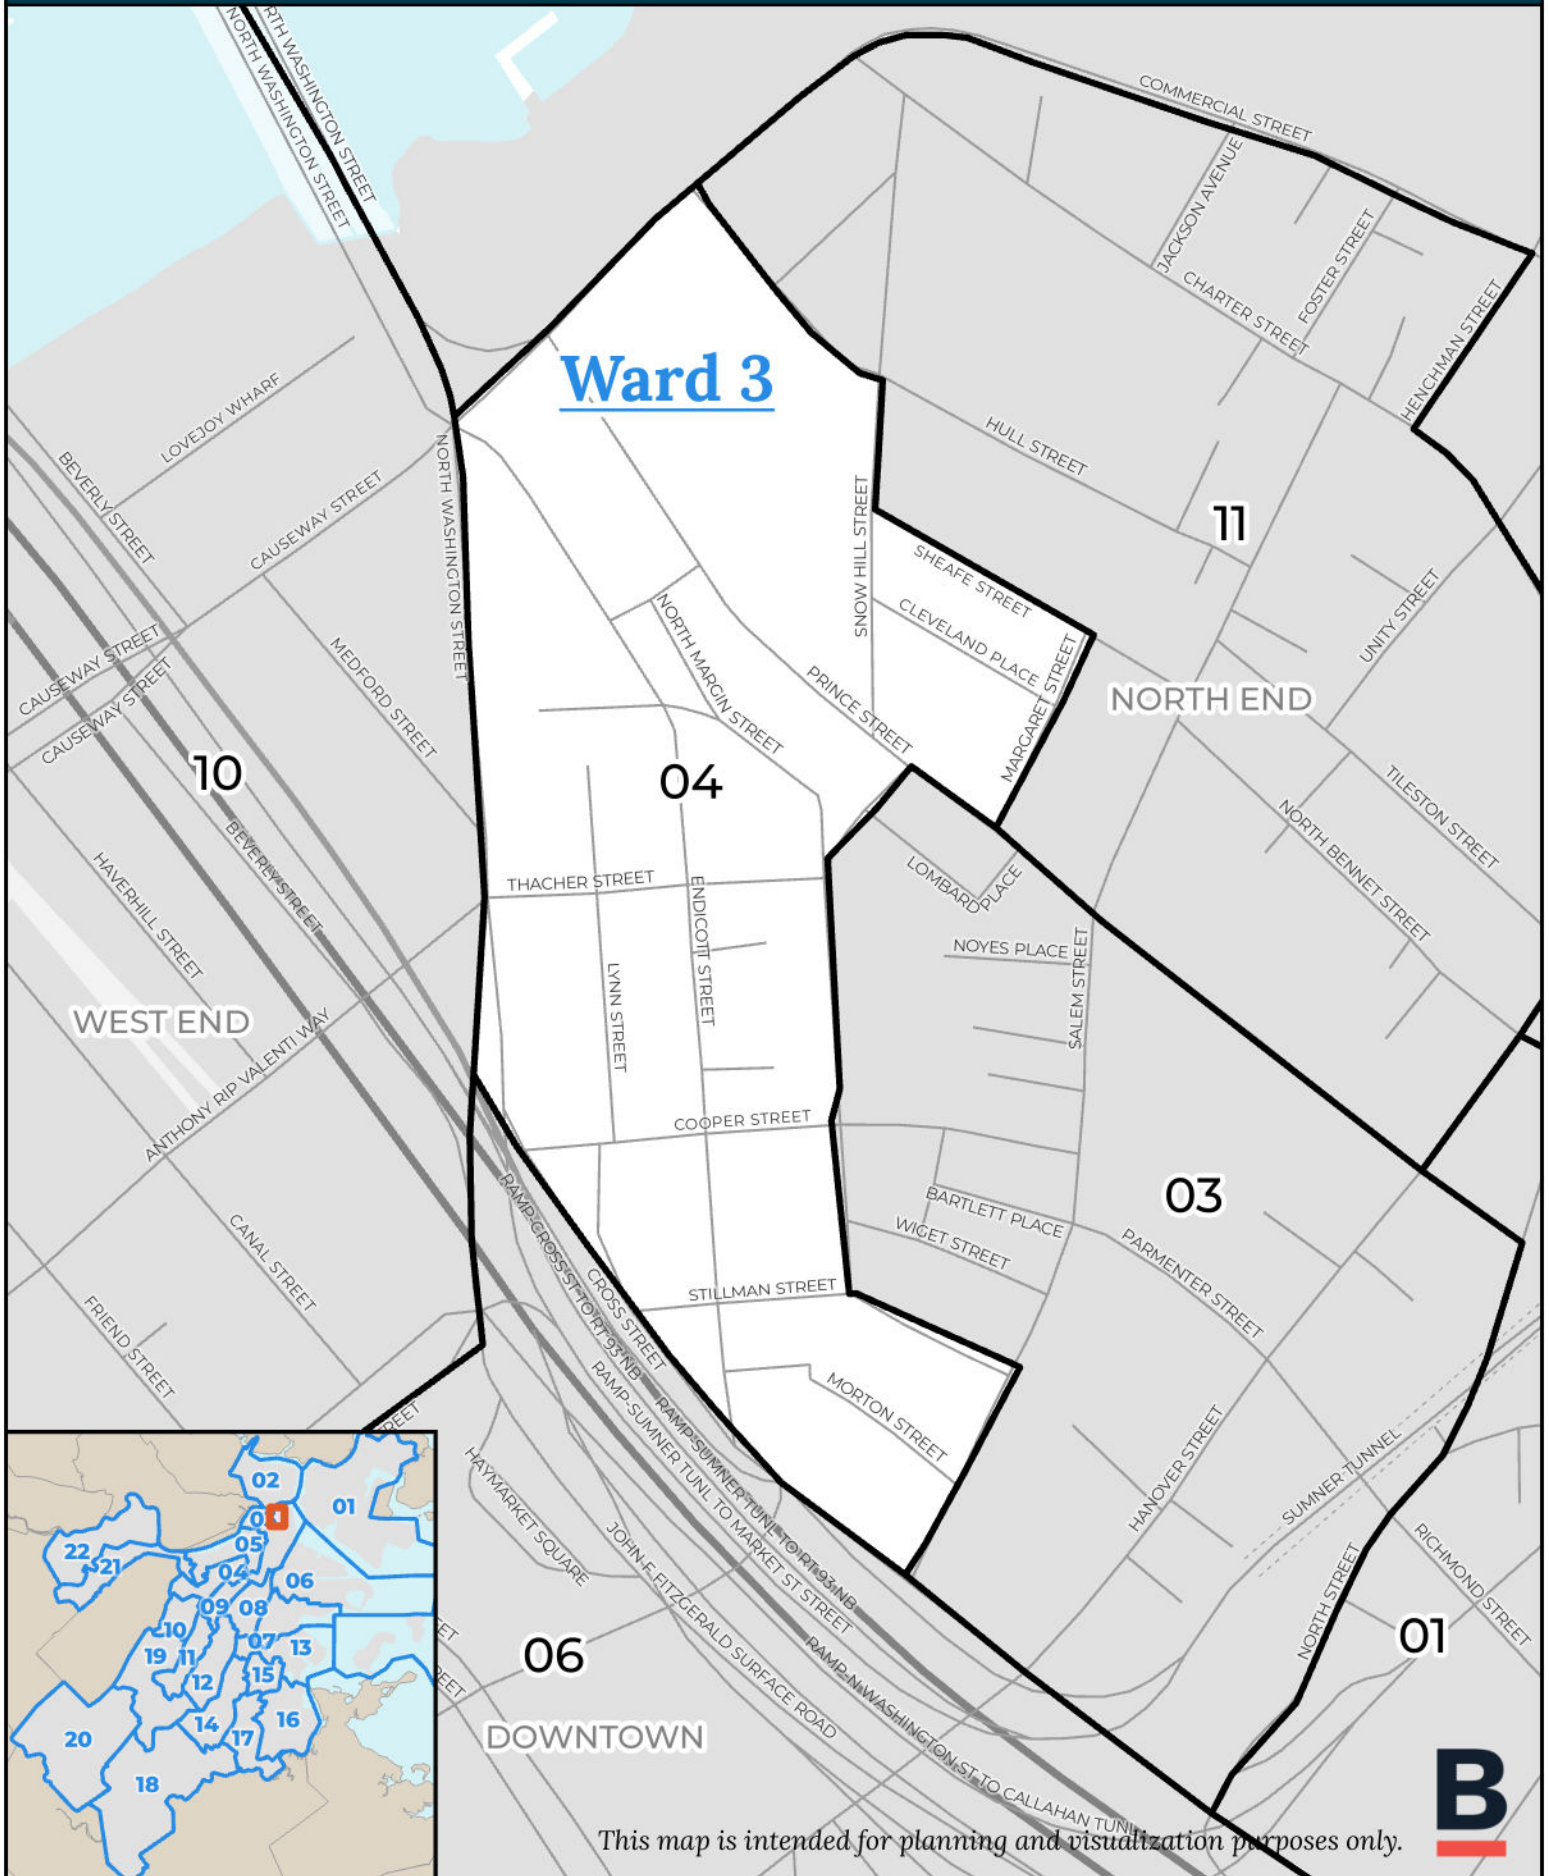 NORTH WASHINGTON STREET
RTH WASHINGTON STREET
COMMERCIAL STREET
JACKSON AVENUE
FOSTER STREET
CHARTER STREET
HENCHMAN STREET
Ward 3
LOVEJOY WHARF
BEVERLY STREET
CAUSEWAY STREET
NORTH WASHINGTON STREET
HULL STREET
11
SNOW HILL STREET
SHEAFE STREET
CLEVELAND PLACE
MARGARET STREET
UNITY STREET
NORTH END
CAUSEWAY STREET
CAUSEWAY STREET
MEDFORD STREET
NORTH MARGIN STREET
PRINCE STREET
10
04
TILESTON STREET
NORTH BENNET STREET
BEVERLY STREET
HAVERHILL STREET
THACHER STREET
ENDICOTT STREET
LOMBARD PLACE
NOYES PLACE
SALEM STREET
LYNN STREET
WEST END
ANTHONY RIP VALENTI WAY
COOPER STREET
03
BARTLETT PLACE
WIGET STREET
PARMENTER STREET
RAMP-CROSS ST TO RT 93 NB
CROSS STREET
CANAL STREET
FRIEND STREET
STILLMAN STREET
MORTON STREET
RAMP-SUMNER TUNL TO RT 93 NB
RAMP-SUMNER TUNL TO MARKET ST STREET
HANOVER STREET
SUMNER TUNNEL
HAYMARKET SQUARE
JOHN F FITZGERALD SURFACE ROAD
NORTH STREET
RICHMOND STREET
01
06
RAMP-N WASHINGTON ST TO CALLAHAN TUNL
DOWNTOWN
REET
EET
REET
02
01
0
05
22
21
04
06
09
08
10
07
13
19
11
12
15
14
17
16
20
18
B
This map is intended for planning and visualization purposes only.